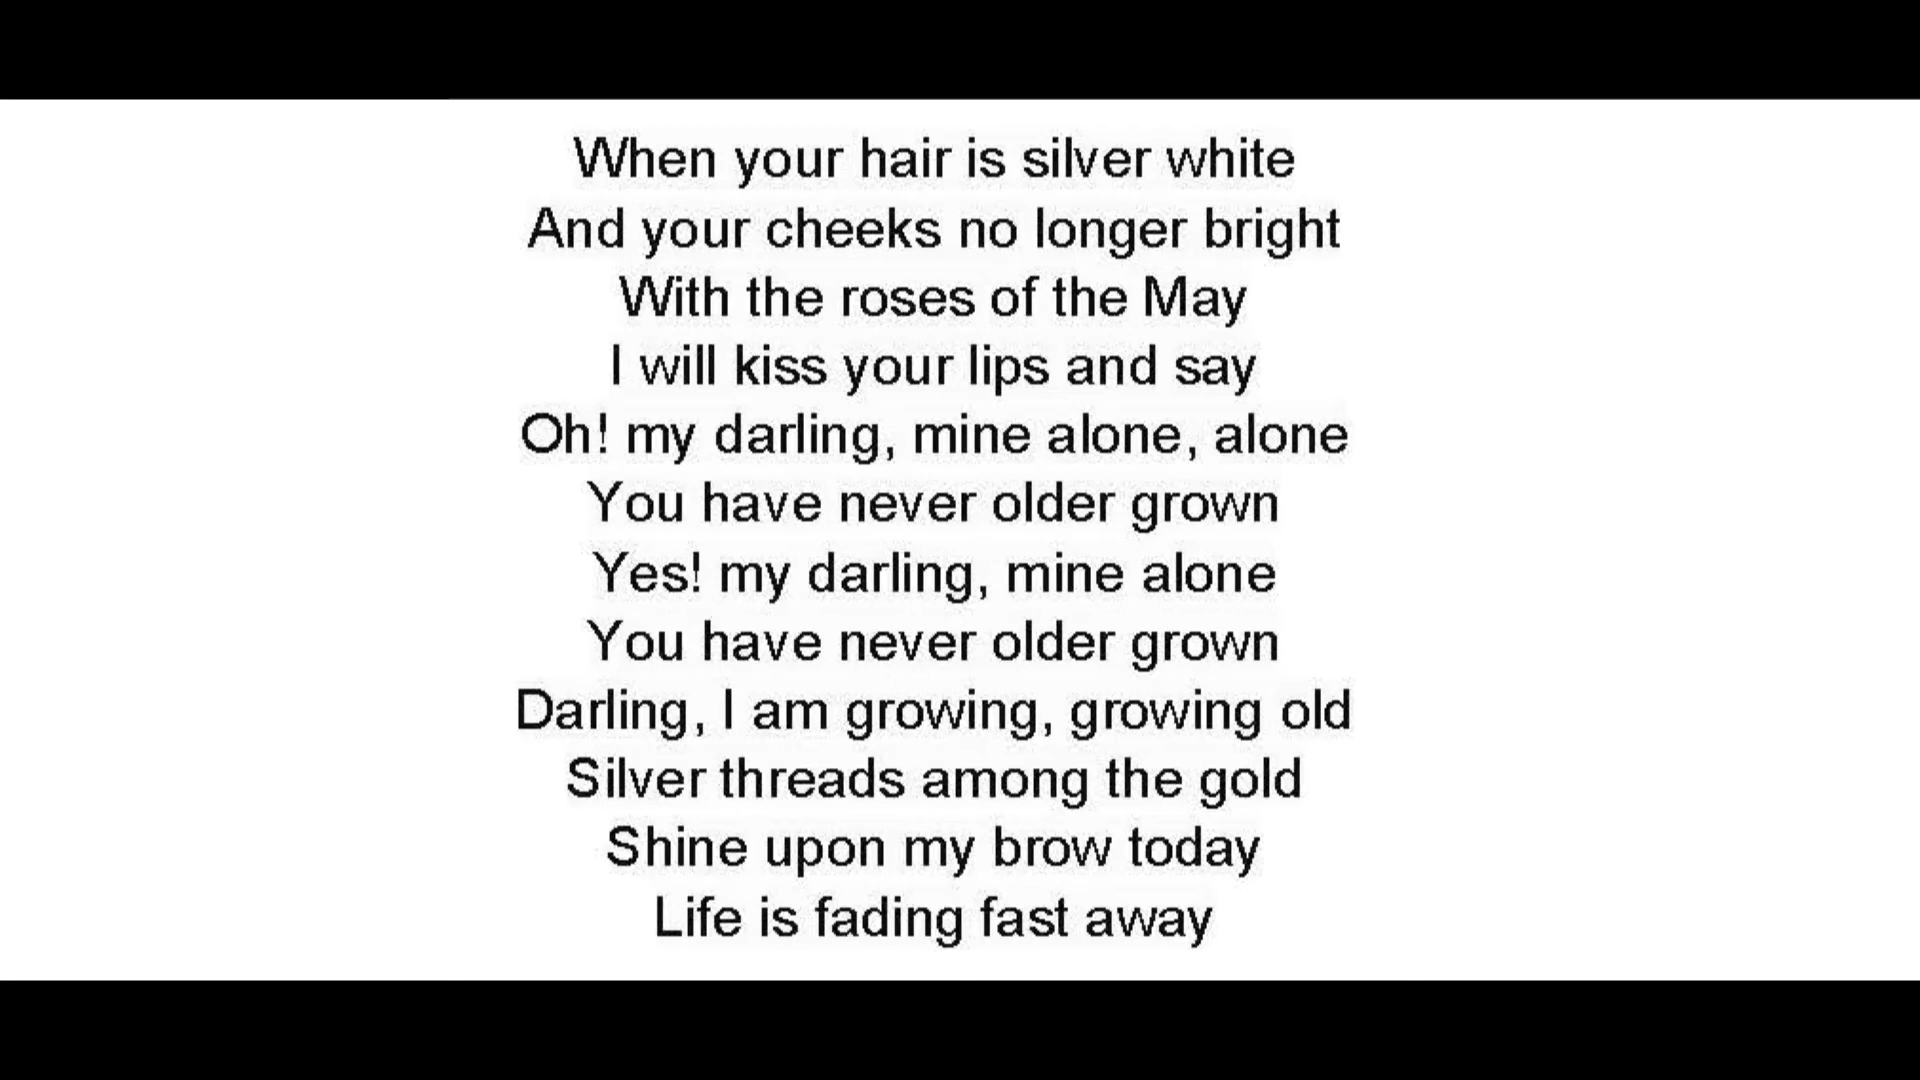 When your hair is silver white
And your cheeks no longer bright
With the roses of the May
I will kiss your lips and say
Oh! my darling, mine alone, alone
You have never older grown
Yes! my darling, mine alone
You have never older grown
Darling, I am growing, growing old
Silver threads among the gold
Shine upon my brow today
Life is fading fast away